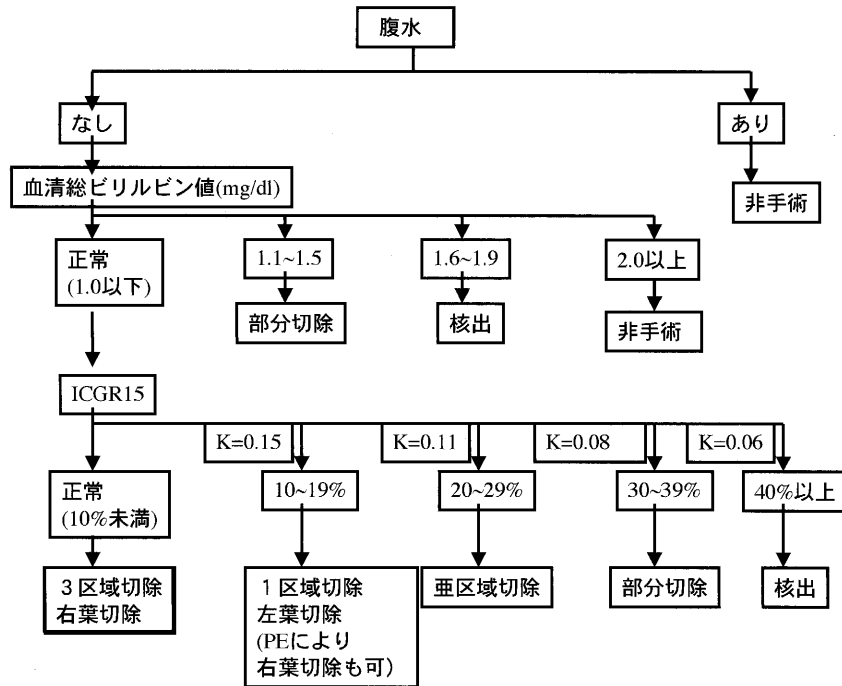 腹水
なし
あり
血清総ビリルビン値(mg/dl)
非手術
正常
(1.0以下)
1.1~1.5
1.6~1.9
2.0以上
部分切除
核出
非手術
ICGR15
K=0.15
K=0.11
K=0.08
K=0.06
正常
(10%未満)
10~19%
20~29%
30~39%
40%以上
3区域切除
右葉切除
1区域切除
左葉切除
(PEにより
右葉切除も可)
亜区域切除
部分切除
核出